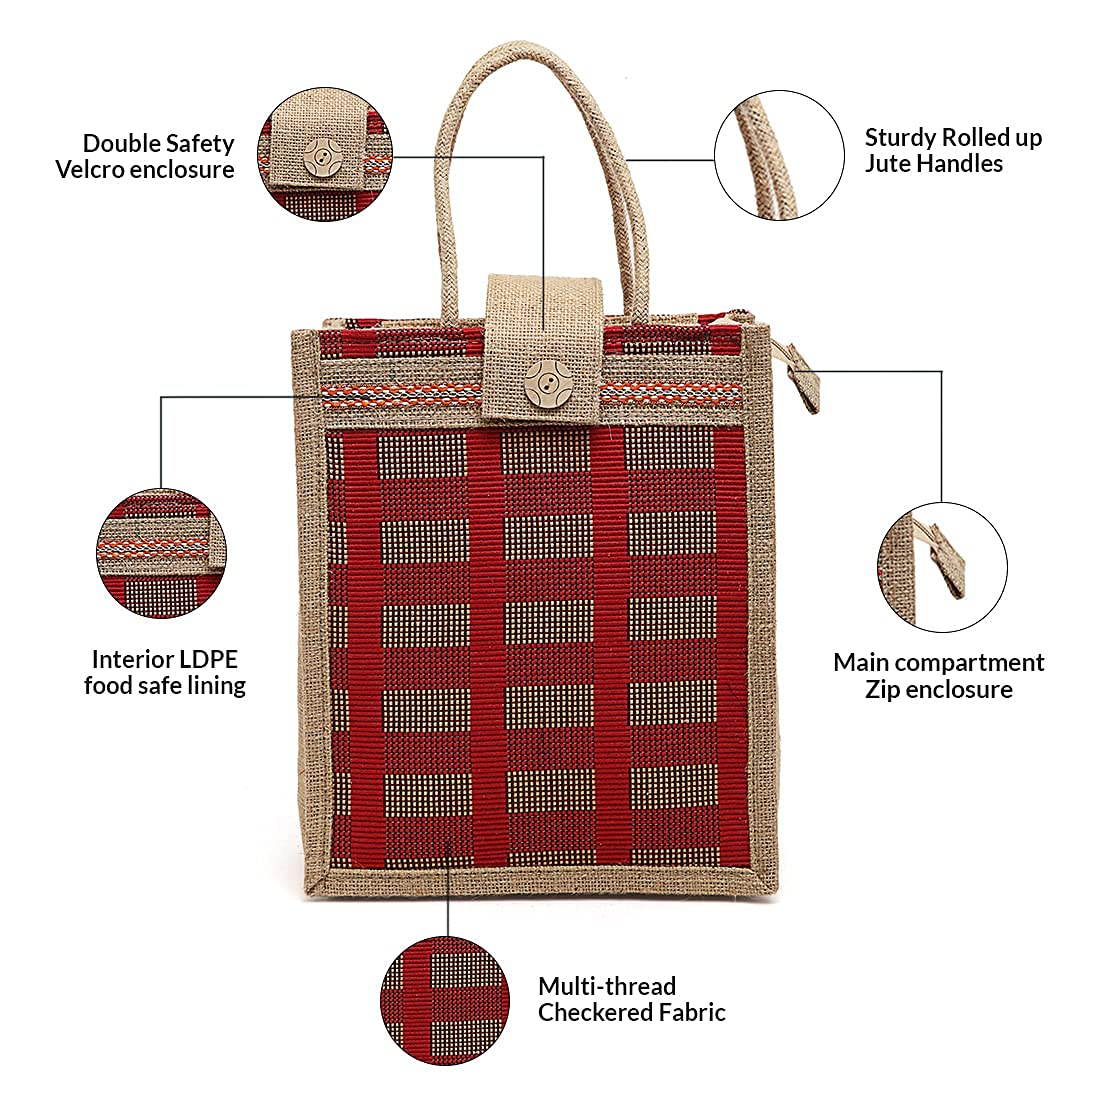 Double Safety
Velcro enclosure
Sturdy Rolled up
Jute Handles
Interior LDPE
food safe lining
Main compartment
Zip enclosure
Multi-thread
Checkered Fabric